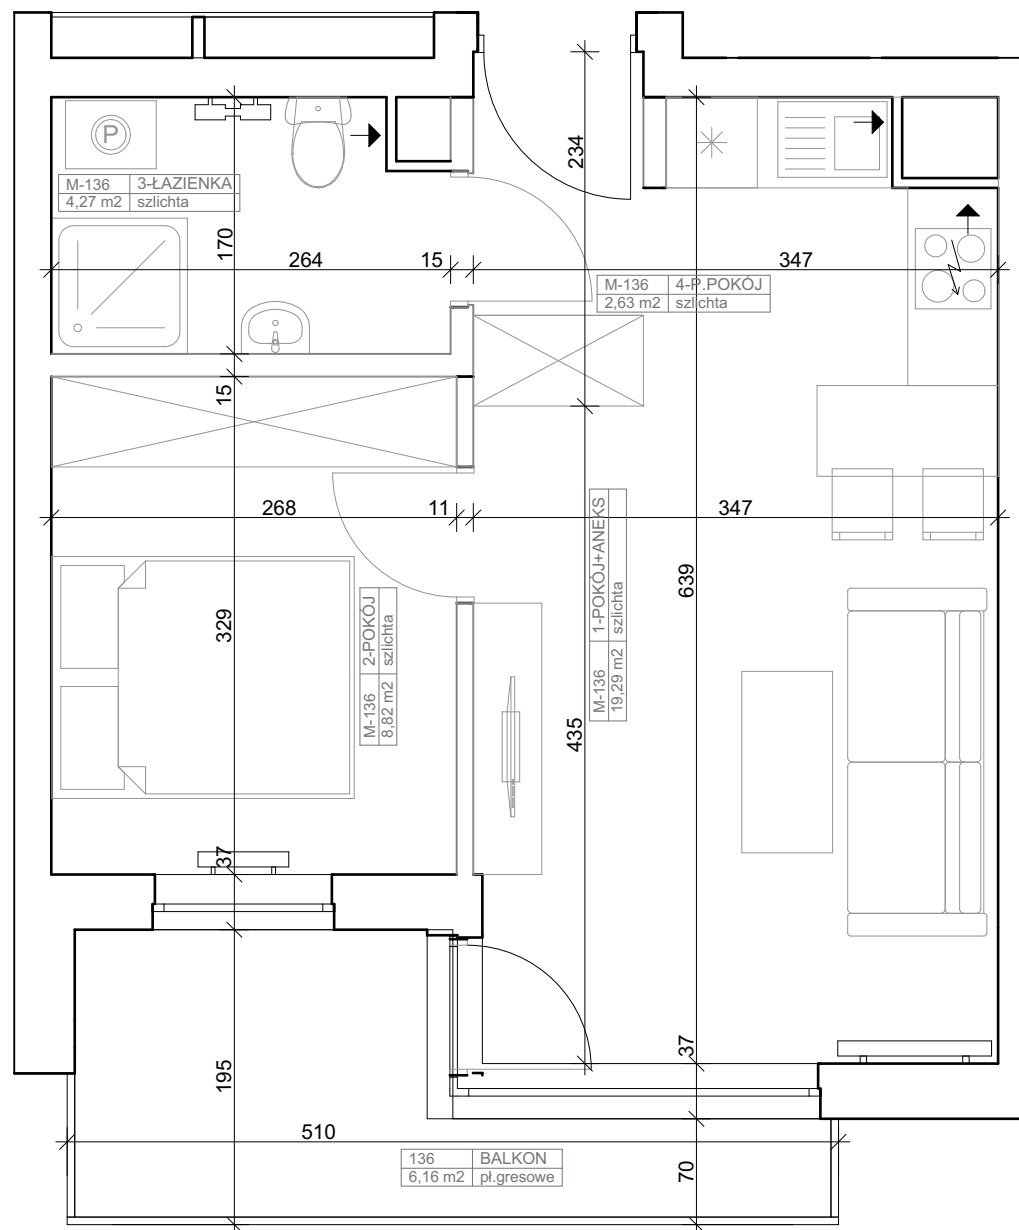 234
P
M-136 3-ŁAZIENKA
4,27 m2 szlichta
170
264
15
347
M-136 4-P.POKÓJ
2,63 m2 szlichta
15
268
11
347
M-136 1-POKÓJ+ANEKS
19,29 m2 szlichta
639
329
M-136 2-POKÓJ
8,82 m2 szlichta
435
37
37
195
510
136 BALKON
6,16 m2 pł.gresowe
70